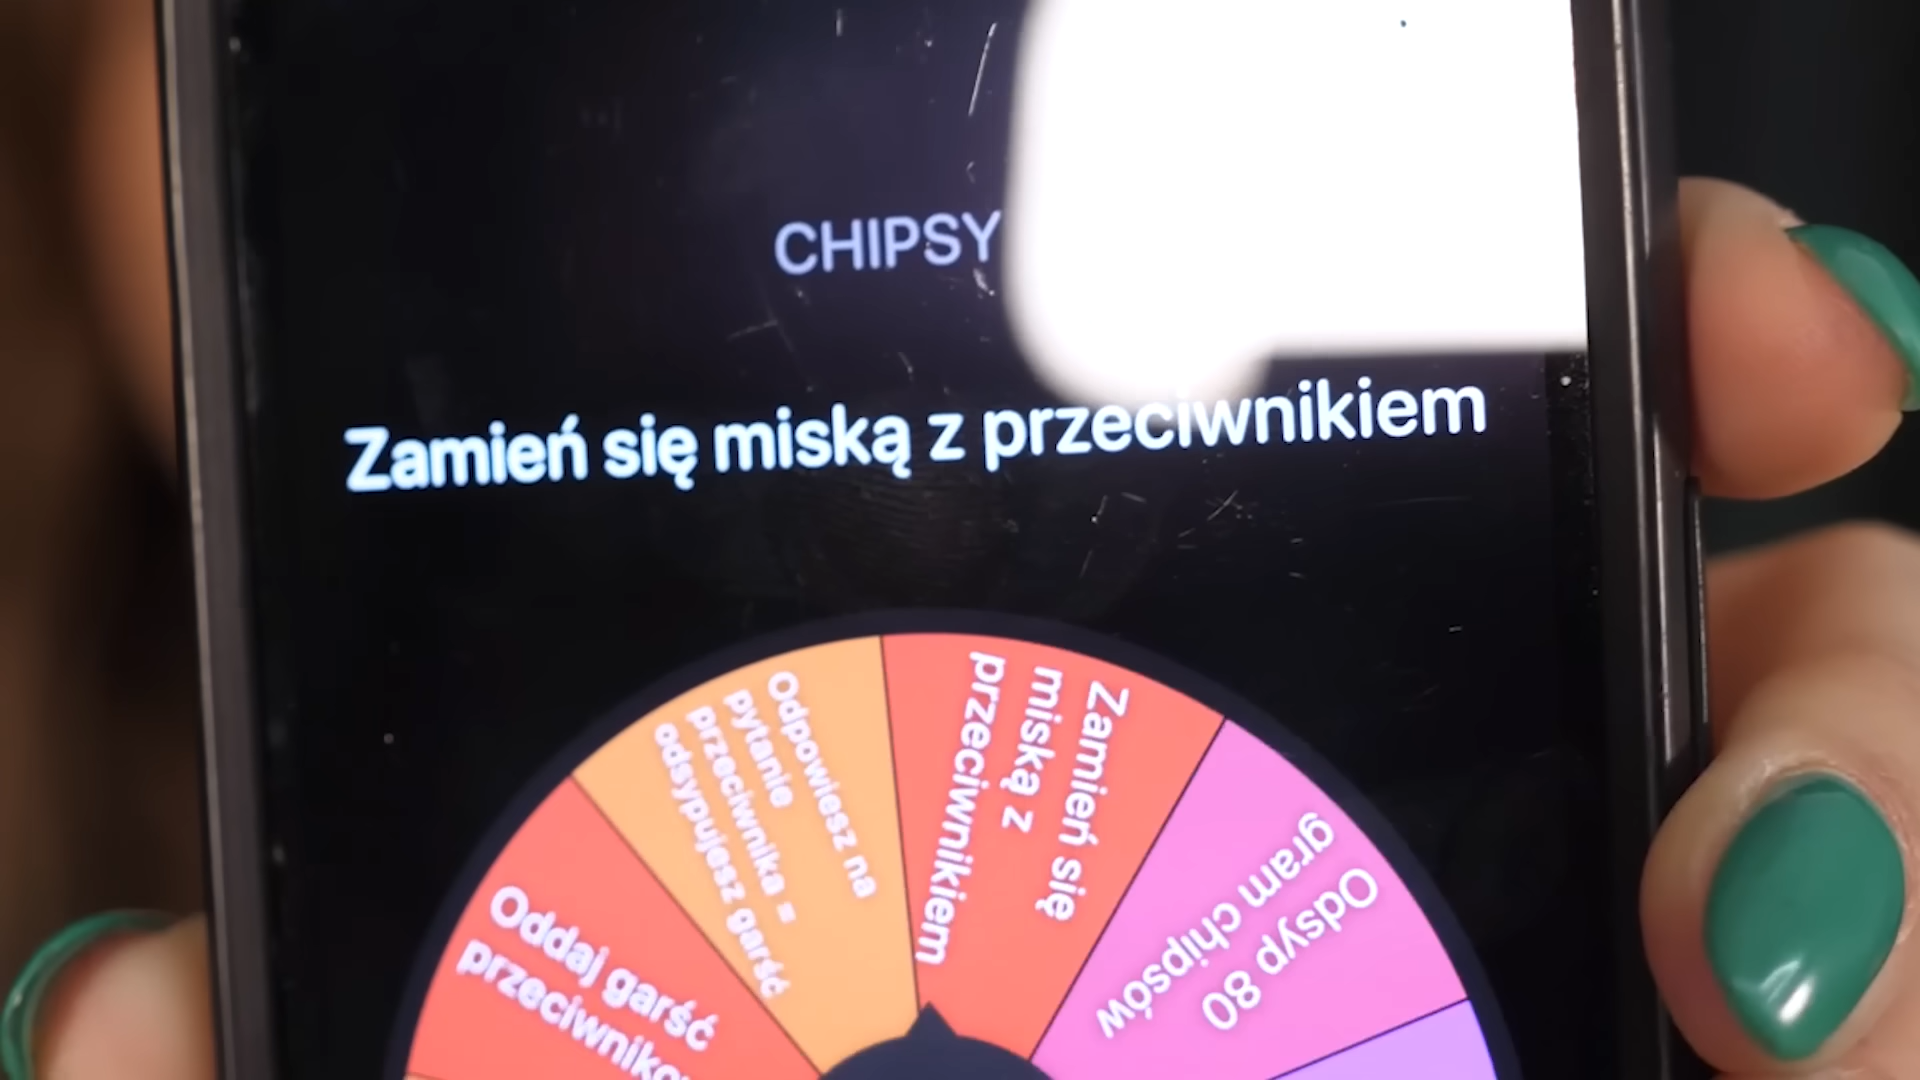 CHIPSY
Zamień się miską z przeciwnikiem
Oddaj garść
Odpowiesz na
pytanie
przeciwnika =
odsypujesz garść
Zamień się
miską z
przeciwnikiem
Odsyp 80
gram chipsów